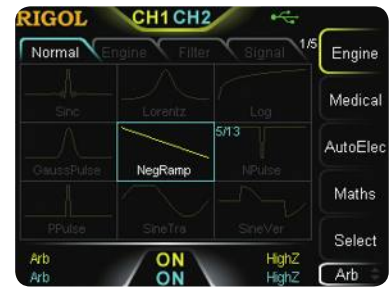 RIGOL CH1 CH2
Normal Engine Filter Signal 1/5 Engine
Sinc Lorentz Log Medical
5/13 AutoElec
GaussPulse NegRamp NPulse
Maths
PPulse SineTra SineVer Select
Arb ON HighZ
Arb ON HighZ Arb